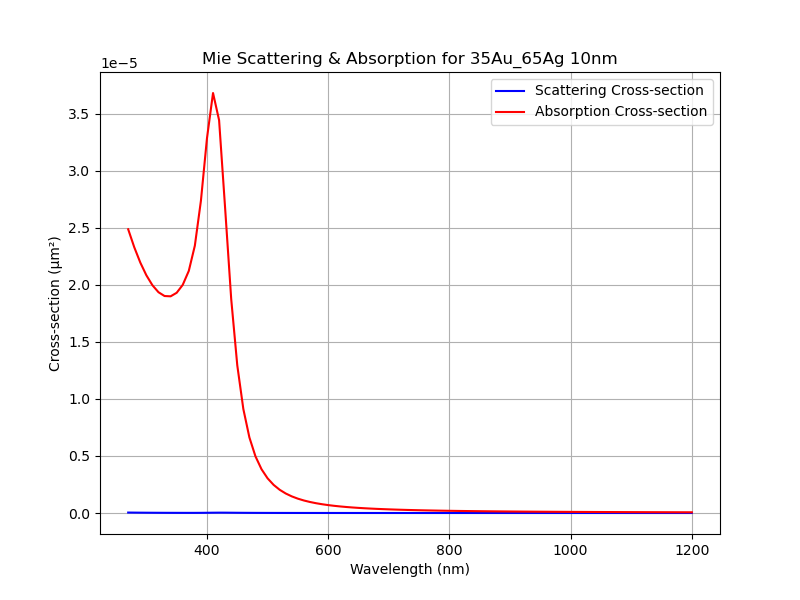 Mie Scattering & Absorption for 35Au_65Ag 10nm
1e−5
Scattering Cross-section
Absorption Cross-section
3.5
3.0
2.5
2.0
1.5
1.0
0.5
0.0
Cross-section (μm²)
400 600 800 1000 1200
Wavelength (nm)